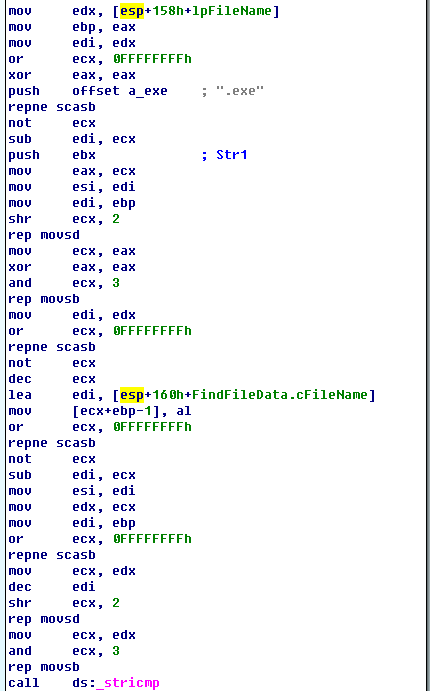 mov     edx, [esp+158h+lpFileName]
mov     ebp, eax
mov     edi, edx
or      ecx, 0FFFFFFFFh
xor     eax, eax
push    offset a_exe    ; ".exe"
repne scasb
not     ecx
sub     edi, ecx
push    ebx             ; Str1
mov     eax, ecx
mov     esi, edi
mov     edi, ebp
shr     ecx, 2
rep movsd
mov     ecx, eax
xor     eax, eax
and     ecx, 3
rep movsb
mov     edi, edx
or      ecx, 0FFFFFFFFh
repne scasb
not     ecx
dec     ecx
lea     edi, [esp+160h+FindFileData.cFileName]
mov     [ecx+ebp-1], al
or      ecx, 0FFFFFFFFh
repne scasb
not     ecx
sub     edi, ecx
mov     esi, edi
mov     edx, ecx
mov     edi, ebp
or      ecx, 0FFFFFFFFh
repne scasb
mov     ecx, edx
dec     edi
shr     ecx, 2
rep movsd
mov     ecx, edx
and     ecx, 3
rep movsb
call    ds:_stricmp